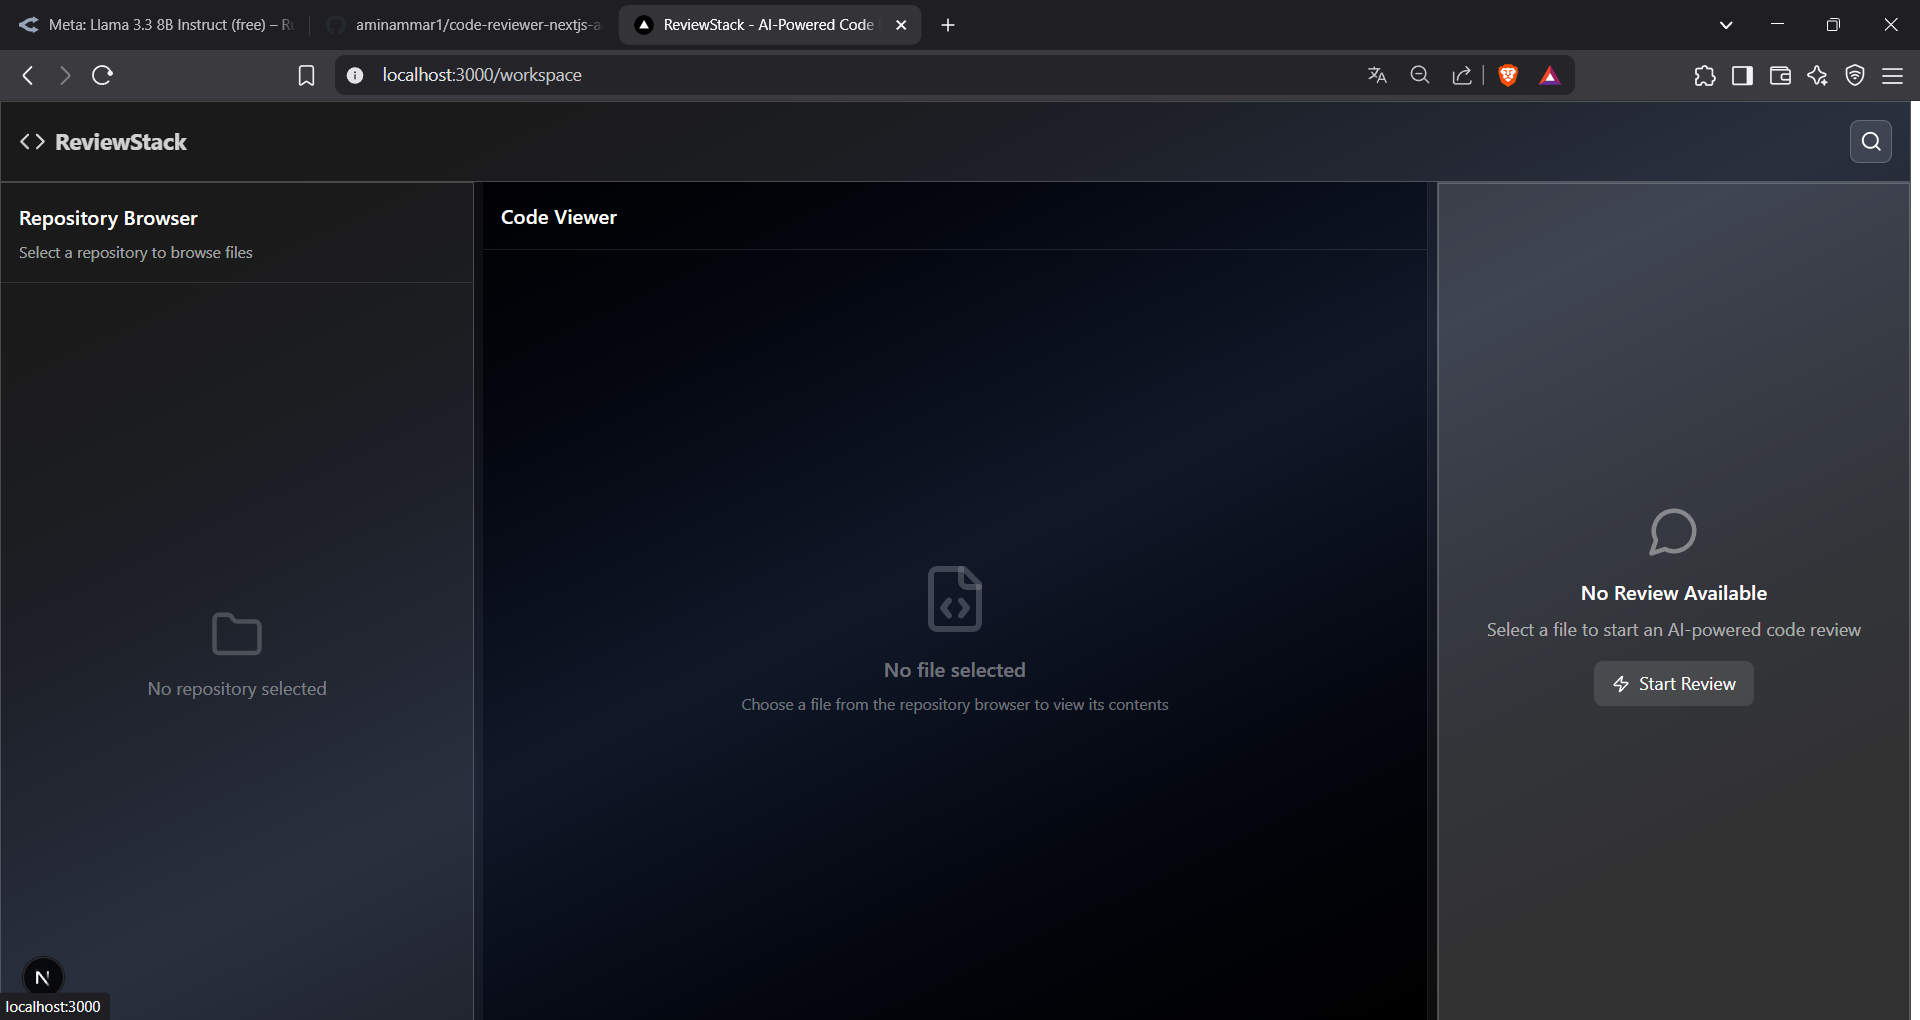 Meta: Llama 3.3 8B Instruct (free) – R
aminammar1/code-reviewer-nextjs-a
ReviewStack - AI-Powered Code
localhost:3000/workspace
ReviewStack
Repository Browser
Select a repository to browse files
No repository selected
Code Viewer
No file selected
Choose a file from the repository browser to view its contents
No Review Available
Select a file to start an AI-powered code review
Start Review
N
localhost:3000